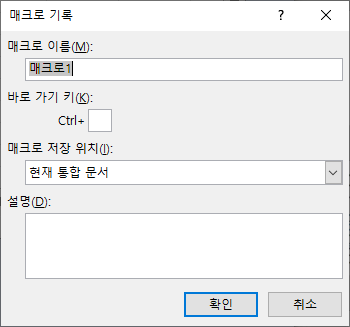 매크로 기록
매크로 이름(M):
매크로1
바로 가기 키(K):
Ctrl+
매크로 저장 위치(I):
현재 통합 문서
설명(D):
확인 취소